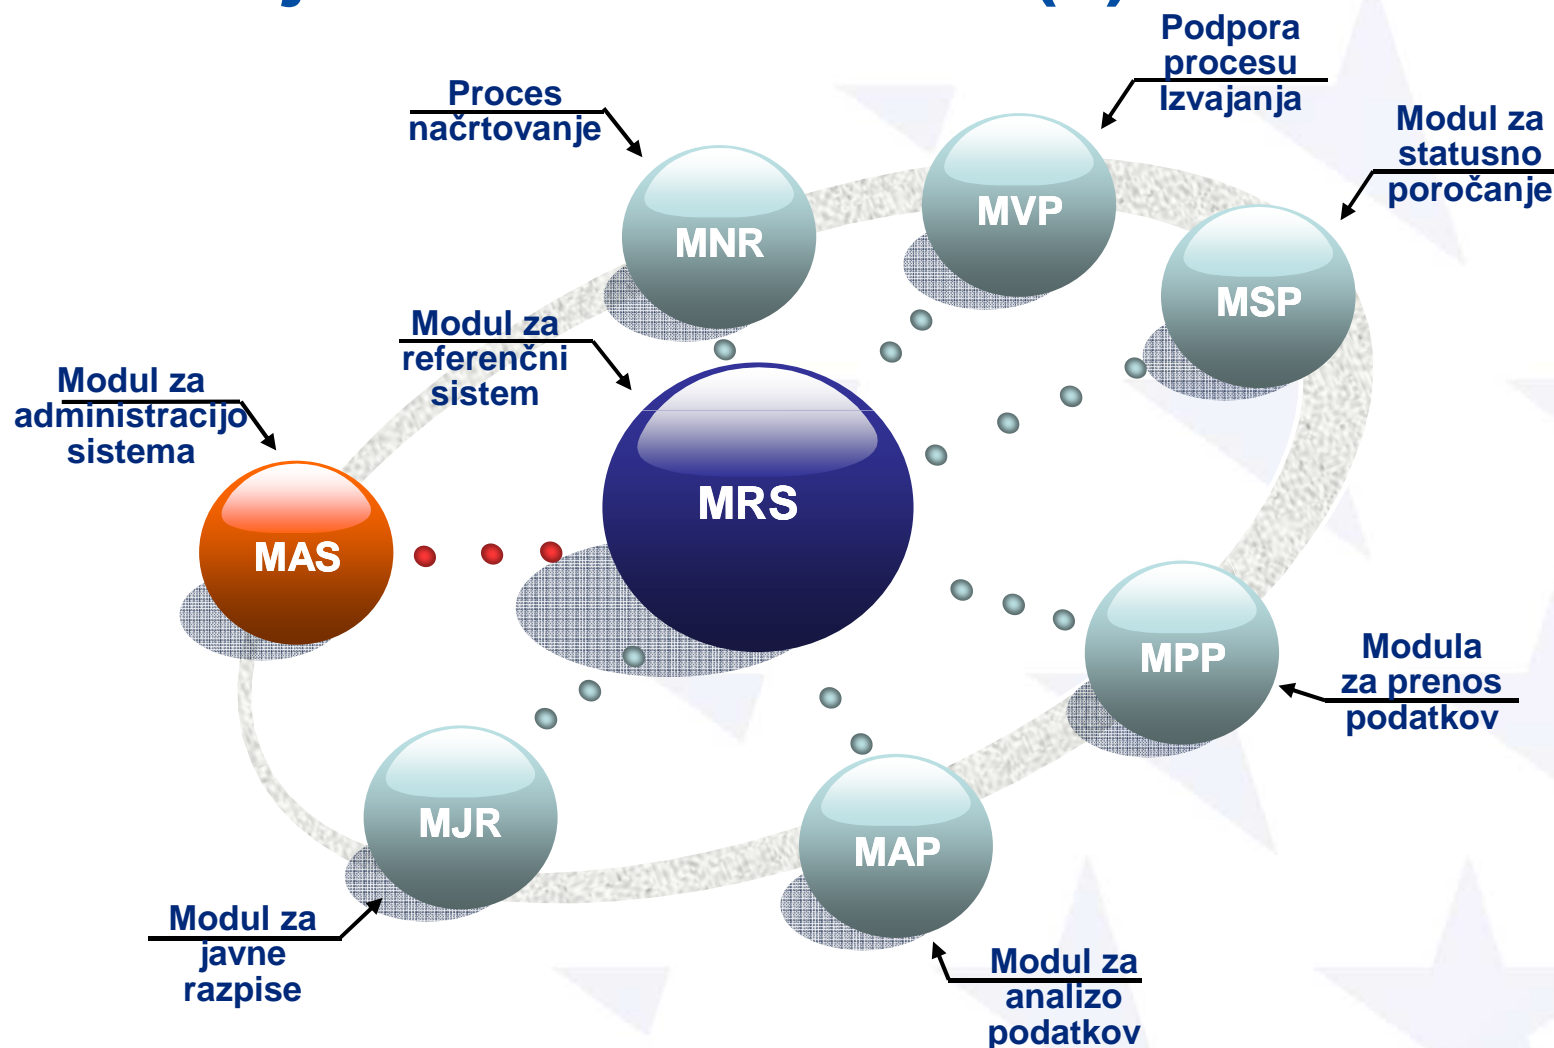 Podpora
procesu
Izvajanja
Proces
načrtovanje
Modul za
statusno
poročanje
MVP
MNR
MSP
Modul za
referenčni
sistem
Modul za
administracijo
sistema
MRS
MAS
MPP
Modula
za prenos
podatkov
MJR
MAP
Modul za
javne
razpise
Modul za
analizo
podatkov